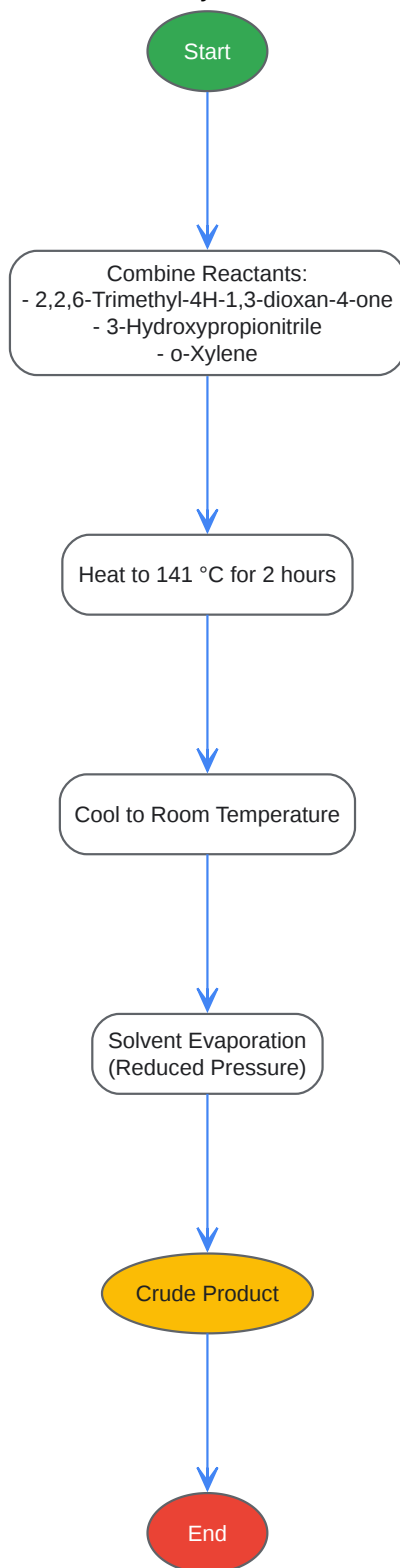 Start
Combine Reactants:
- 2,2,6-Trimethyl-4H-1,3-dioxan-4-one
- 3-Hydroxypropionitrile
- o-Xylene
Heat to 141 °C for 2 hours
Cool to Room Temperature
Solvent Evaporation
(Reduced Pressure)
Crude Product
End